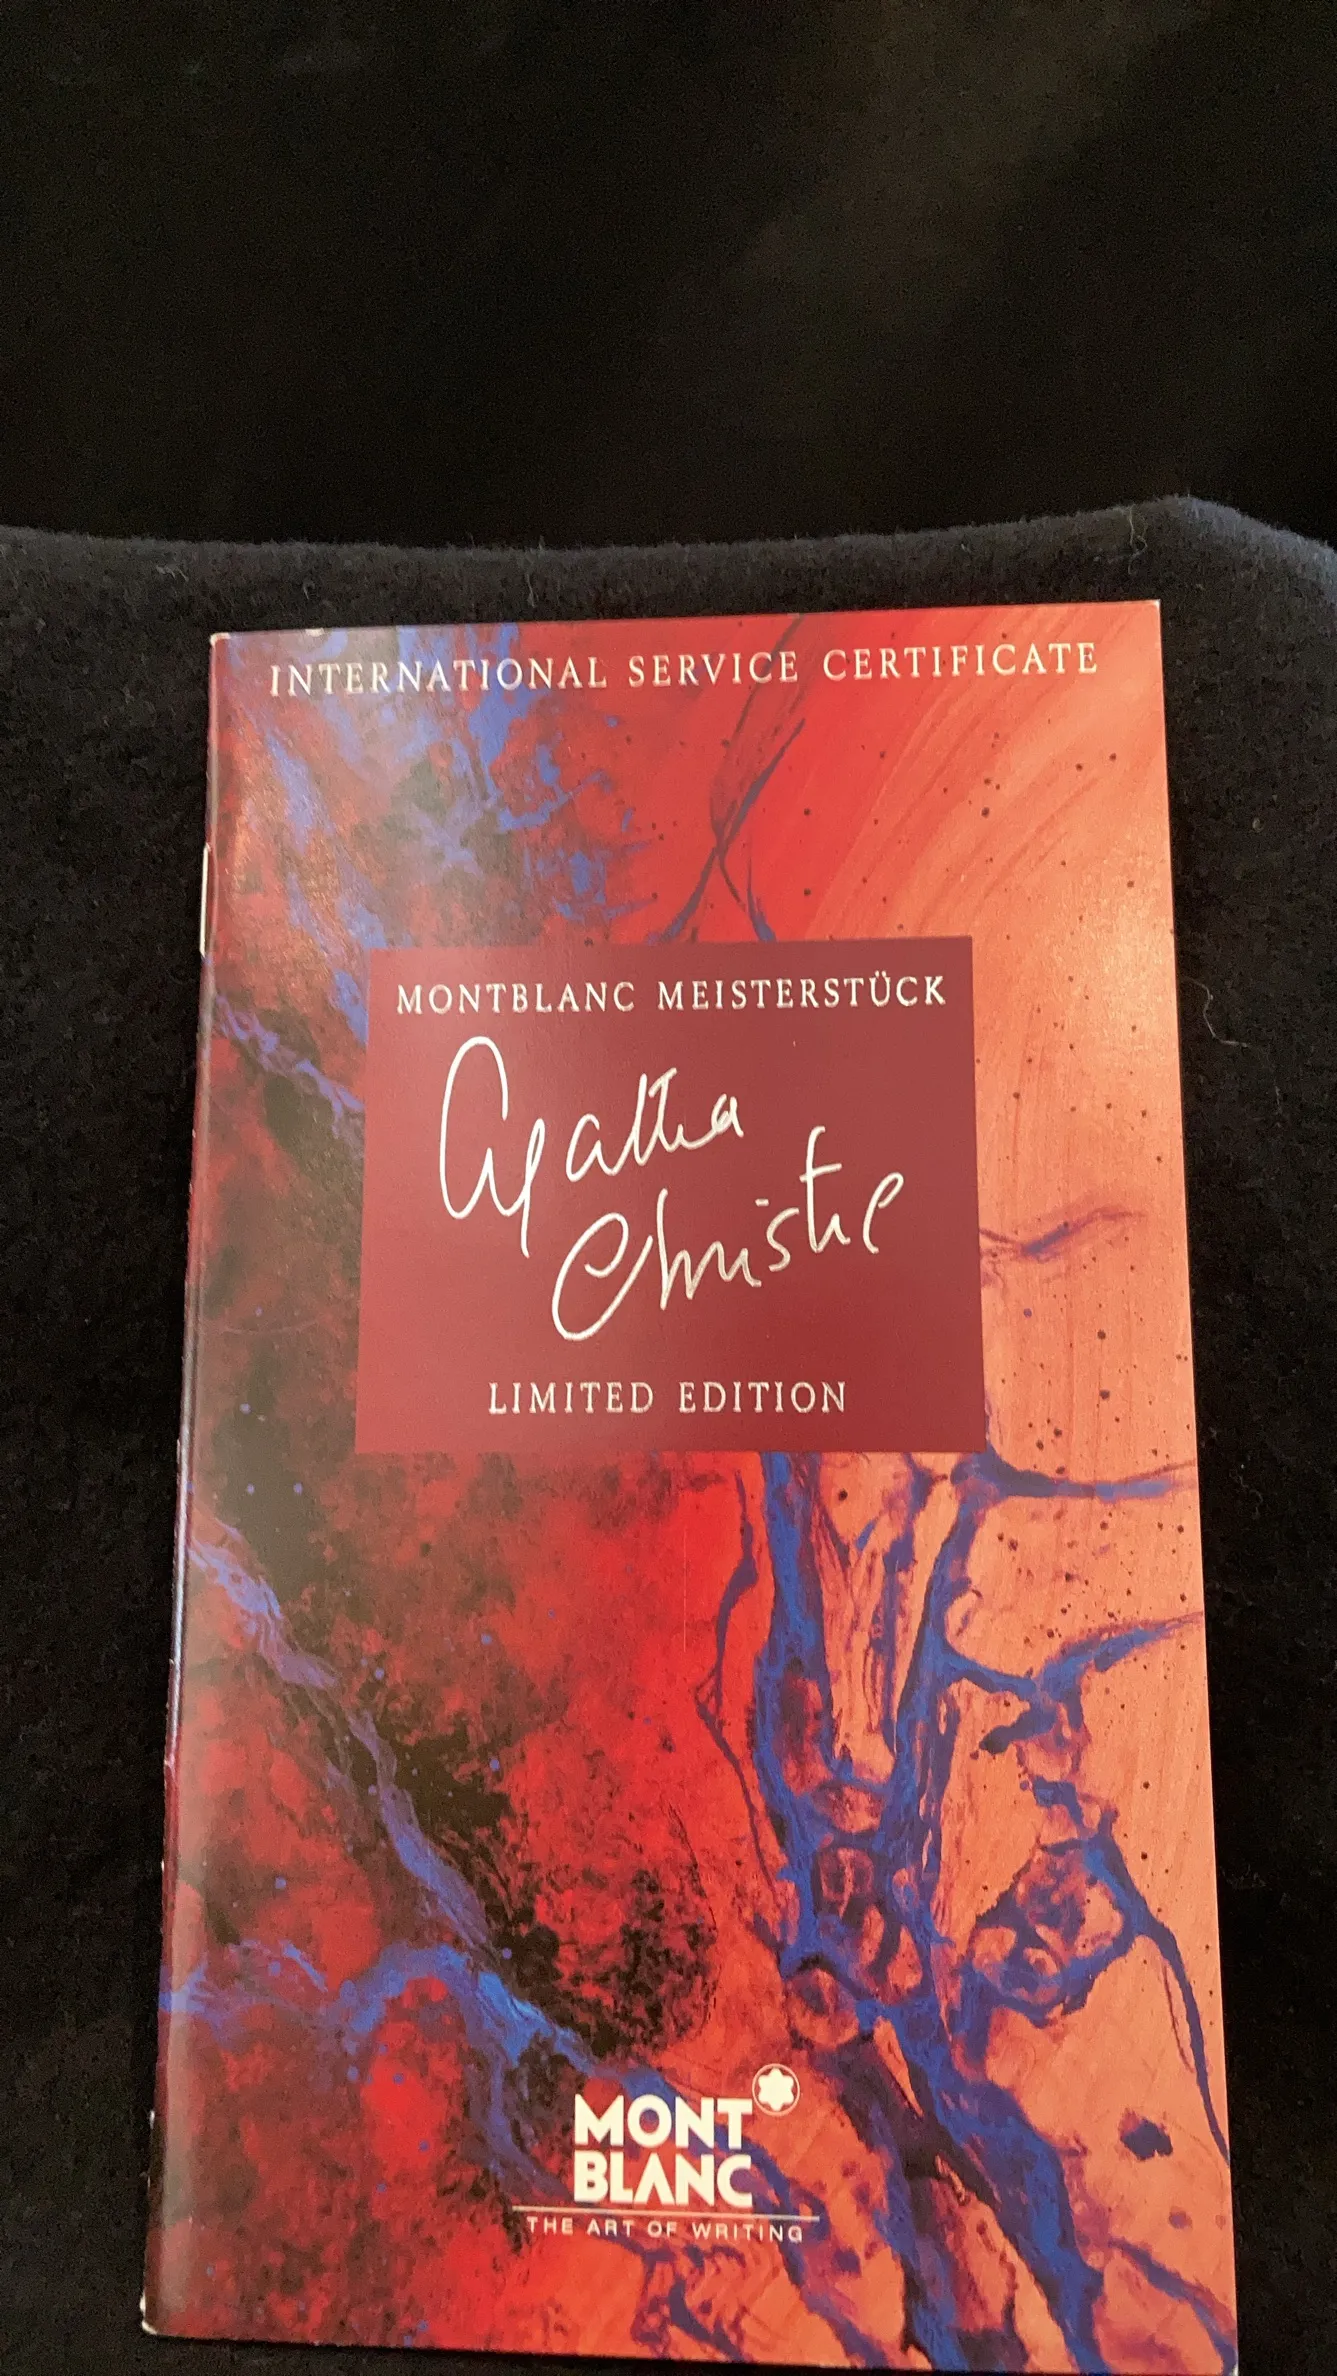 INTERNATIONAL SERVICE CERTIFICATE
MONTBLANC MEISTERSTÜCK
Agatha
Christie
LIMITED EDITION
MONT
BLANC
THE ART OF WRITING